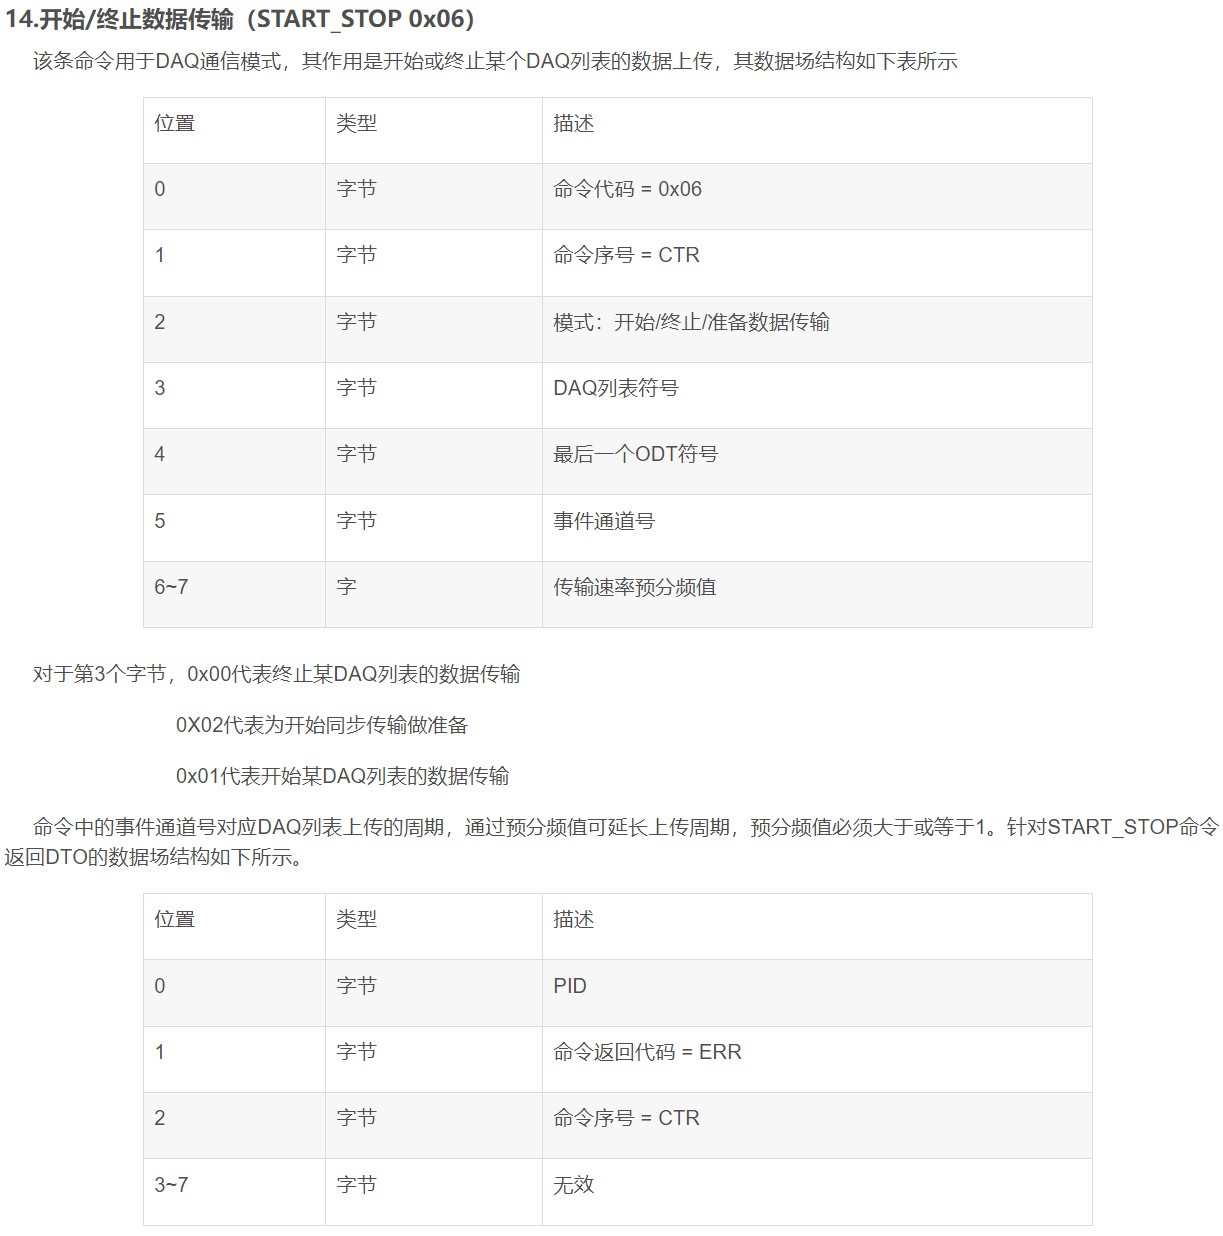 14.开始/终止数据传输（START_STOP 0x06）
该条命令用于DAQ通信模式，其作用是开始或终止某个DAQ列表的数据上传，其数据场结构如下表所示
位置 类型 描述
0 字节 命令代码 = 0x06
1 字节 命令序号 = CTR
2 字节 模式：开始/终止/准备数据传输
3 字节 DAQ列表符号
4 字节 最后一个ODT符号
5 字节 事件通道号
6~7 字 传输速率预分频值
对于第3个字节，0x00代表终止某DAQ列表的数据传输
0X02代表为开始同步传输做准备
0x01代表开始某DAQ列表的数据传输
命令中的事件通道号对应DAQ列表上传的周期，通过预分频值可延长上传周期，预分频值必须大于或等于1。针对START_STOP命令
返回DTO的数据场结构如下所示。
位置 类型 描述
0 字节 PID
1 字节 命令返回代码 = ERR
2 字节 命令序号 = CTR
3~7 字节 无效